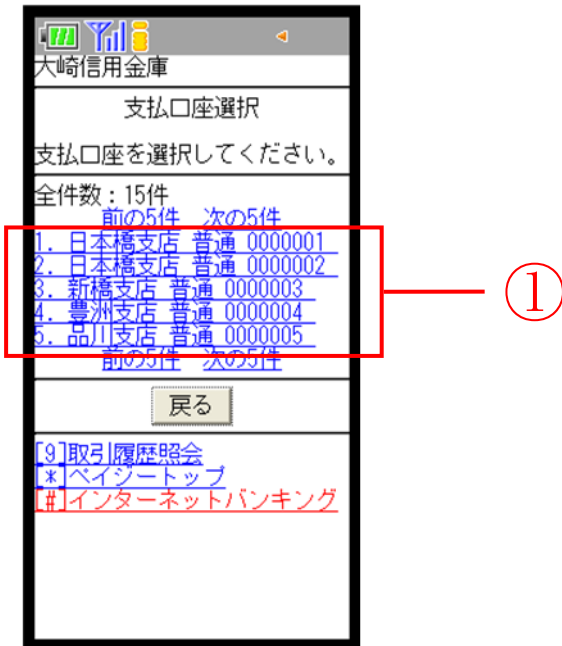 大崎信用金庫
支払口座選択
支払口座を選択してください。
全件数：15件
前の5件 次の5件
1. 日本橋支店 普通 0000001
2. 日本橋支店 普通 0000002
3. 新橋支店 普通 0000003
4. 豊洲支店 普通 0000004
5. 品川支店 普通 0000005
前の5件 次の5件
戻る
[9]取引履歴照会
[*]ペイジートップ
[#]インターネットバンキング
①